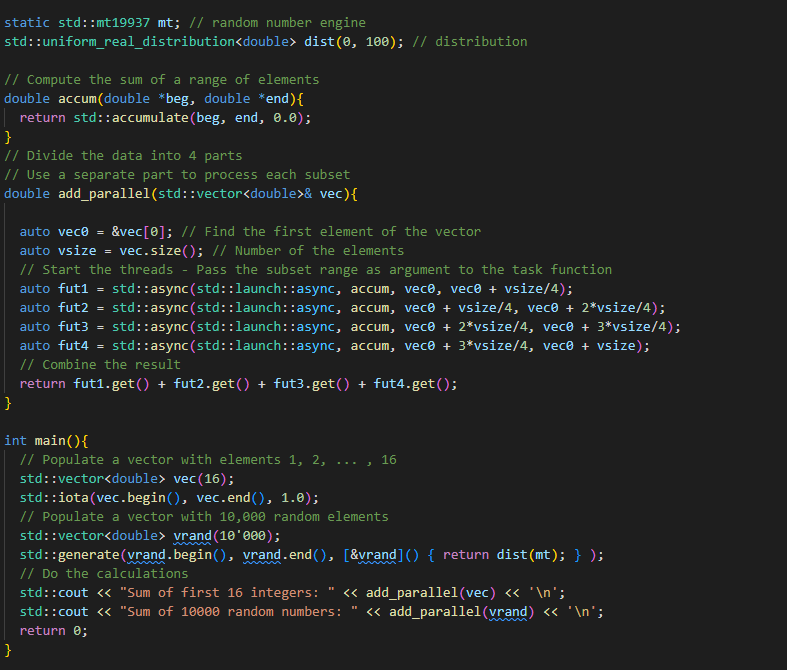 static std::mt19937 mt; // random number engine
std::uniform_real_distribution<double> dist(0, 100); // distribution
// Compute the sum of a range of elements
double accum(double *beg, double *end){
  return std::accumulate(beg, end, 0.0);
}
// Divide the data into 4 parts
// Use a separate part to process each subset
double add_parallel(std::vector<double>& vec){
  auto vec0 = &vec[0]; // Find the first element of the vector
  auto vsize = vec.size(); // Number of the elements
  // Start the threads - Pass the subset range as argument to the task function
  auto fut1 = std::async(std::launch::async, accum, vec0, vec0 + vsize/4);
  auto fut2 = std::async(std::launch::async, accum, vec0 + vsize/4, vec0 + 2*vsize/4);
  auto fut3 = std::async(std::launch::async, accum, vec0 + 2*vsize/4, vec0 + 3*vsize/4);
  auto fut4 = std::async(std::launch::async, accum, vec0 + 3*vsize/4, vec0 + vsize);
  // Combine the result
  return fut1.get() + fut2.get() + fut3.get() + fut4.get();
}
int main(){
  // Populate a vector with elements 1, 2, ... , 16
  std::vector<double> vec(16);
  std::iota(vec.begin(), vec.end(), 1.0);
  // Populate a vector with 10,000 random elements
  std::vector<double> vrand(10'000);
  std::generate(vrand.begin(), vrand.end(), [&vrand]() { return dist(mt); } );
  // Do the calculations
  std::cout << "Sum of first 16 integers: " << add_parallel(vec) << '\n';
  std::cout << "Sum of 10000 random numbers: " << add_parallel(vrand) << '\n';
  return 0;
}